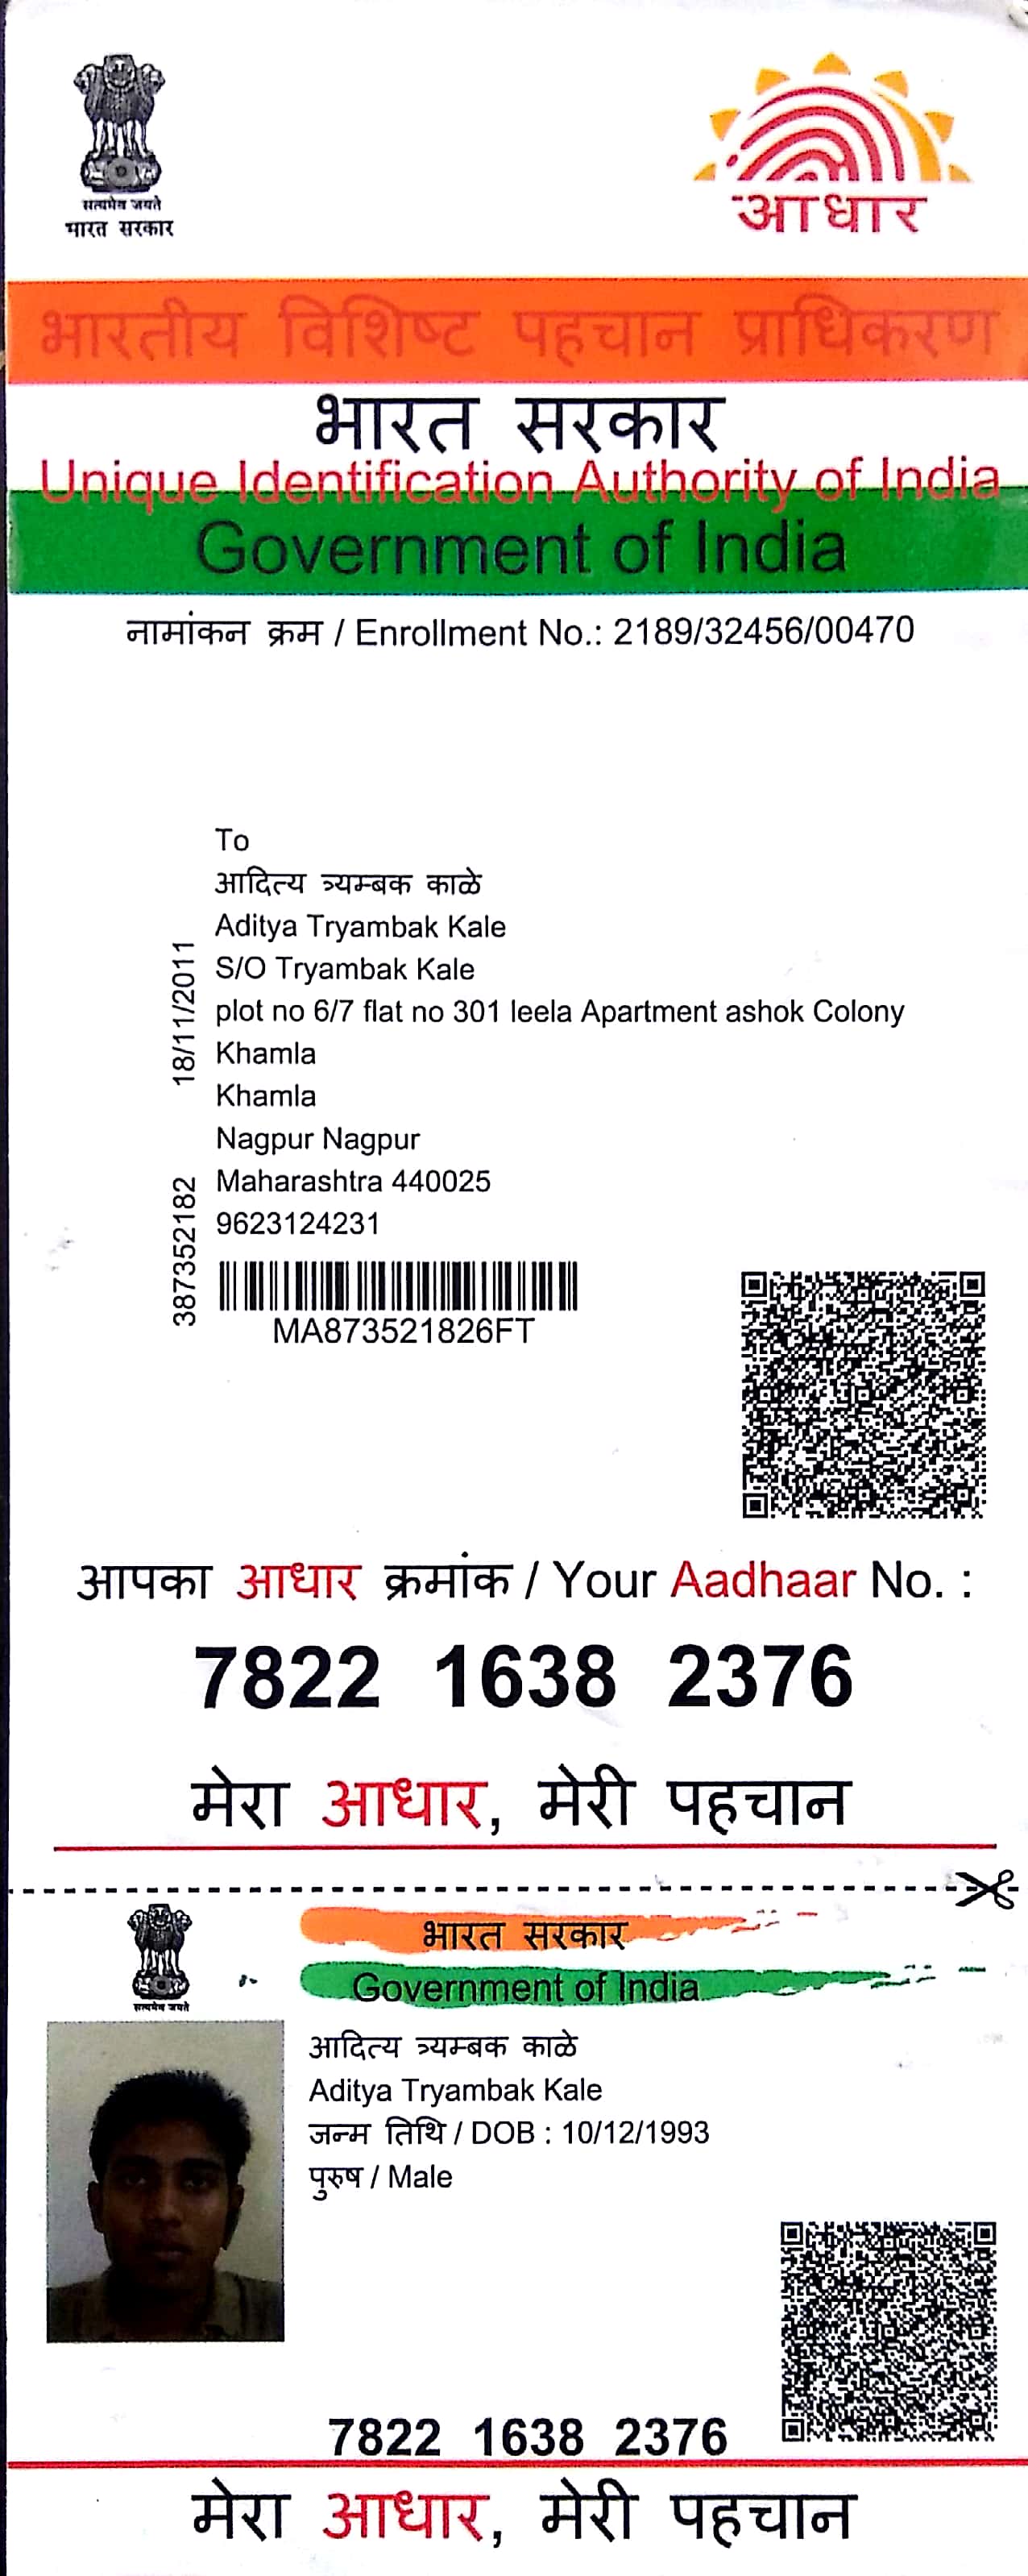 सत्यमेव जयते
भारत सरकार
आधार
भारतीय विशिष्ट पहचान प्राधिकरण
भारत सरकार
Unique Identification Authority of India
Government of India
नामांकन क्रम / Enrollment No.: 2189/32456/00470
To
आदित्य त्र्यम्बक काळे
Aditya Tryambak Kale
S/O Tryambak Kale
plot no 6/7 flat no 301 leela Apartment ashok Colony
Khamla
Khamla
Nagpur Nagpur
Maharashtra 440025
9623124231
18/11/2011
387352182
MA873521826FT
आपका आधार क्रमांक / Your Aadhaar No. :
7822 1638 2376
मेरा आधार, मेरी पहचान
भारत सरकार
Government of India
सत्यमेव जयते
आदित्य त्र्यम्बक काळे
Aditya Tryambak Kale
जन्म तिथि / DOB : 10/12/1993
पुरुष / Male
7822 1638 2376
मेरा आधार, मेरी पहचान